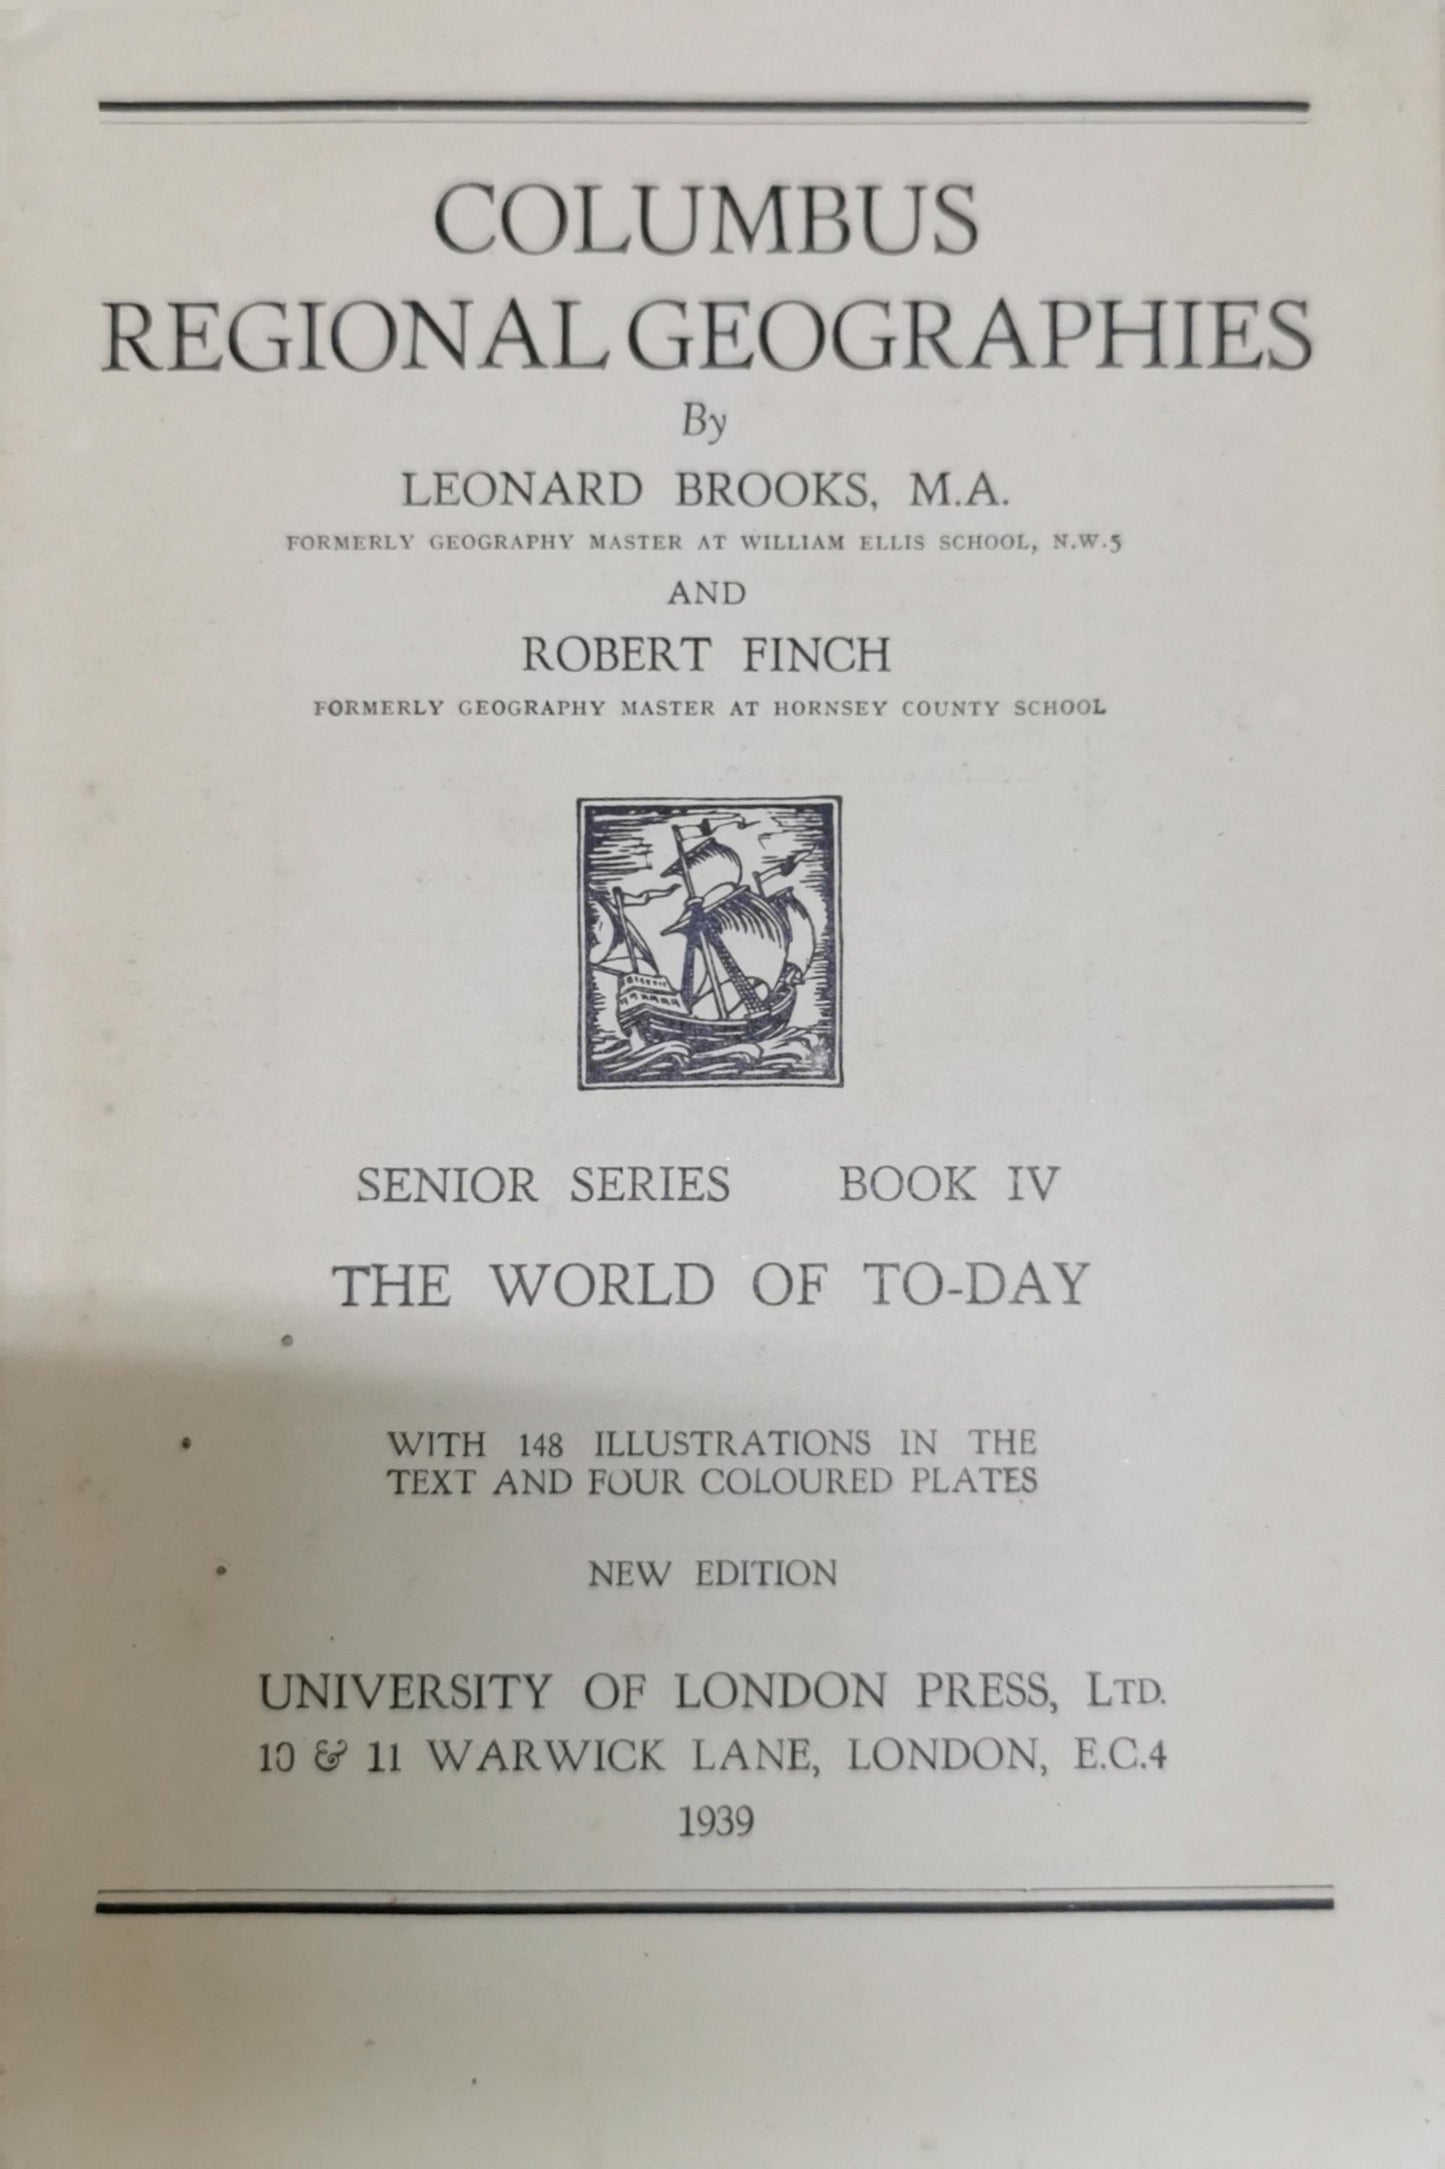 COLUMBUS
REGIONAL GEOGRAPHIES
By
LEONARD BROOKS, M.A.
FORMERLY GEOGRAPHY MASTER AT WILLIAM ELLIS SCHOOL, N.W.5
AND
ROBERT FINCH
FORMERLY GEOGRAPHY MASTER AT HORNSEY COUNTY SCHOOL
SENIOR SERIES BOOK IV
THE WORLD OF TO-DAY
WITH 148 ILLUSTRATIONS IN THE
TEXT AND FOUR COLOURED PLATES
NEW EDITION
UNIVERSITY OF LONDON PRESS, LTD.
10 & 11 WARWICK LANE, LONDON, E.C.4
1939